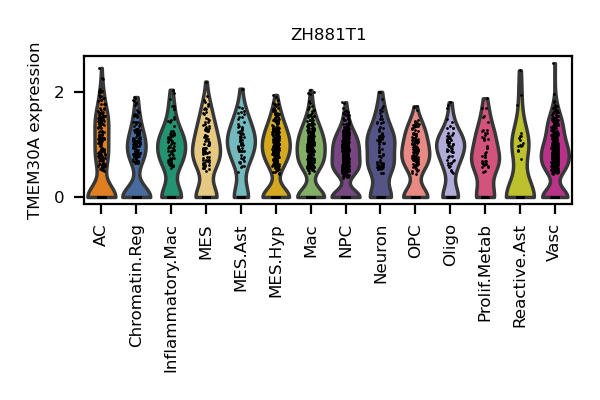 ZH881T1
TMEM30A expression
2
0
AC
Chromatin.Reg
Inflammatory.Mac
MES
MES.Ast
MES.Hyp
Mac
NPC
Neuron
OPC
Oligo
Prolif.Metab
Reactive.Ast
Vasc